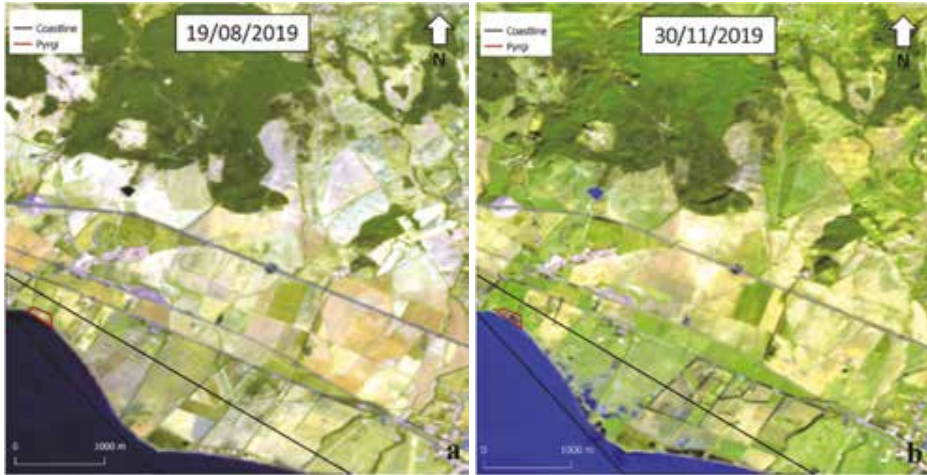 Coastline
Pyrgi
19/08/2019
N
0
1000 m
a
Coastline
Pyrgi
30/11/2019
N
0
1000 m
b